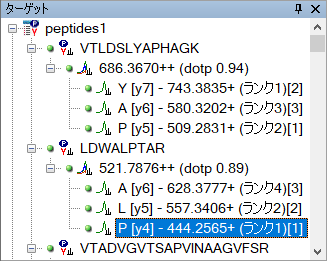 ターゲット
peptides1
VTLDSLYAPHAGK
686.3670++ (dotp 0.94)
Y [y7] - 743.3835+ (ランク1)[2]
A [y6] - 580.3202+ (ランク3)[3]
P [y5] - 509.2831+ (ランク2)[1]
LDWALPTAR
521.7876++ (dotp 0.89)
A [y6] - 628.3777+ (ランク4)[3]
L [y5] - 557.3406+ (ランク2)[2]
P [y4] - 444.2565+ (ランク1)[1]
VTADVGVTSAPVINAAGVFSR